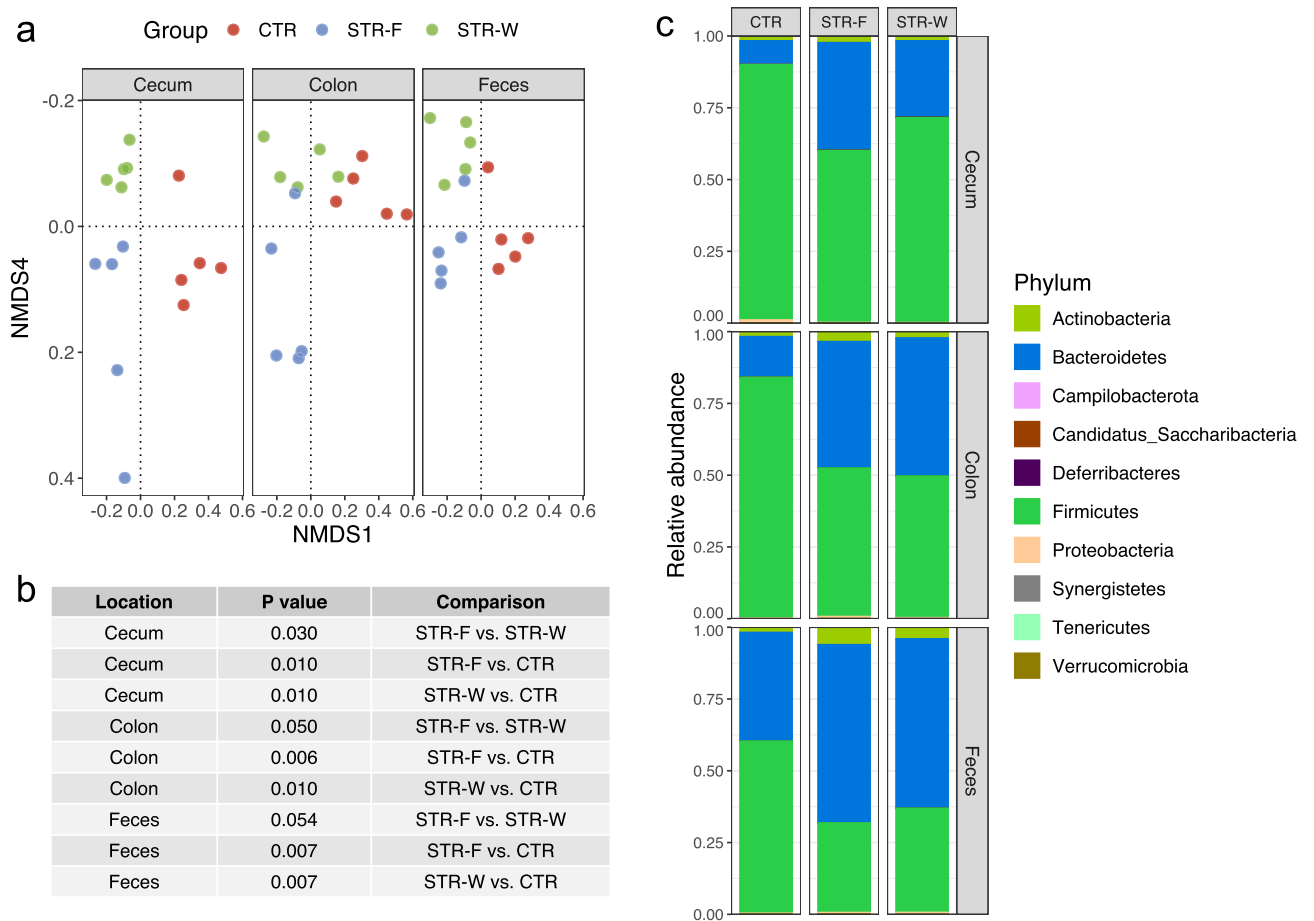 a
Group CTR STR-F STR-W
Cecum Colon Feces
-0.2
0.0
0.2
0.4
NMDS4
-0.2 0.0 0.2 0.4 0.6 -0.2 0.0 0.2 0.4 0.6 -0.2 0.0 0.2 0.4 0.6
NMDS1
b
Location P value Comparison
Cecum 0.030 STR-F vs. STR-W
Cecum 0.010 STR-F vs. CTR
Cecum 0.010 STR-W vs. CTR
Colon 0.050 STR-F vs. STR-W
Colon 0.006 STR-F vs. CTR
Colon 0.010 STR-W vs. CTR
Feces 0.054 STR-F vs. STR-W
Feces 0.007 STR-F vs. CTR
Feces 0.007 STR-W vs. CTR
c
CTR STR-F STR-W
1.00
0.75
0.50
0.25
0.00
Cecum
1.00
0.75
0.50
0.25
0.00
Colon
1.00
0.75
0.50
0.25
0.00
Feces
Relative abundance
Phylum
Actinobacteria
Bacteroidetes
Campilobacterota
Candidatus_Saccharibacteria
Deferribacteres
Firmicutes
Proteobacteria
Synergistetes
Tenericutes
Verrucomicrobia